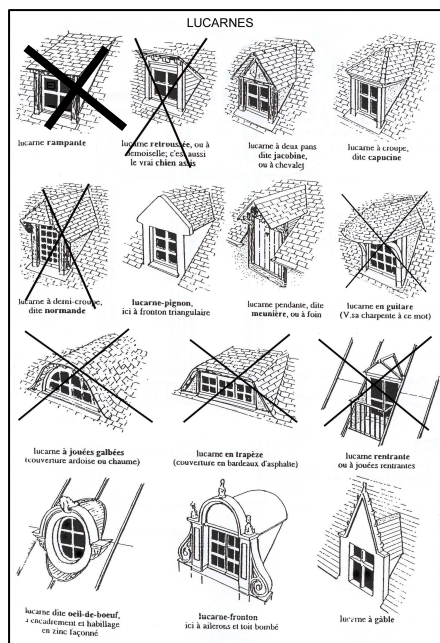 LUCARNES
lucarne rampante
lucarne retroussée, ou à
demoiselle; c'est aussi
le vrai chien assis
lucarne à deux pans
dite jacobine,
ou à chevalet
lucarne à croupe,
dite capucine
lucarne à demi-croupe,
dite normande
lucarne-pignon,
ici à fronton triangulaire
lucarne pendante, dite
meunière, ou à foin
lucarne en guitare
(V.sa charpente à ce mot)
lucarne à jouées galbées
(couverture ardoise ou chaume)
lucarne en trapèze
(couverture en bardeaux d'asphalte)
lucarne rentrante
ou à jouées rentrantes
lucarne dite oeil-de-boeuf,
à encadrement et habillage
en zinc façonné
lucarne-fronton
ici à ailerons et toit bombé
lucarne à gâble